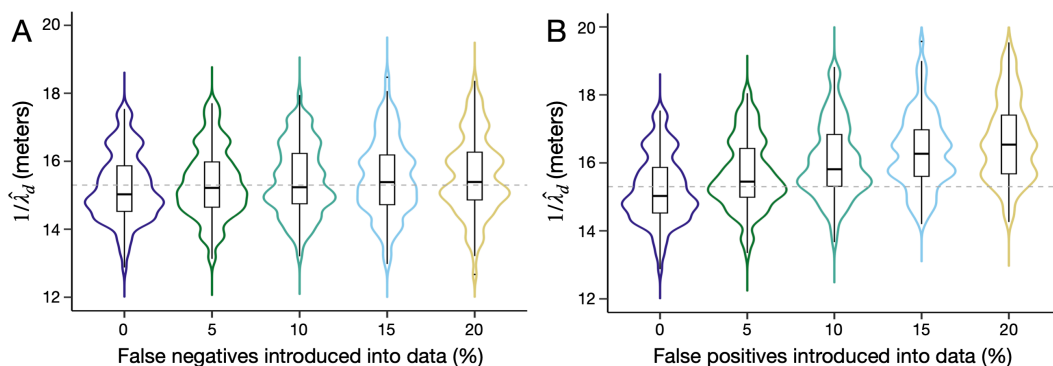 A
1/λ̂d (meters)
20
18
16
14
12
0 5 10 15 20
False negatives introduced into data (%)
B
1/λ̂d (meters)
20
18
16
14
12
0 5 10 15 20
False positives introduced into data (%)